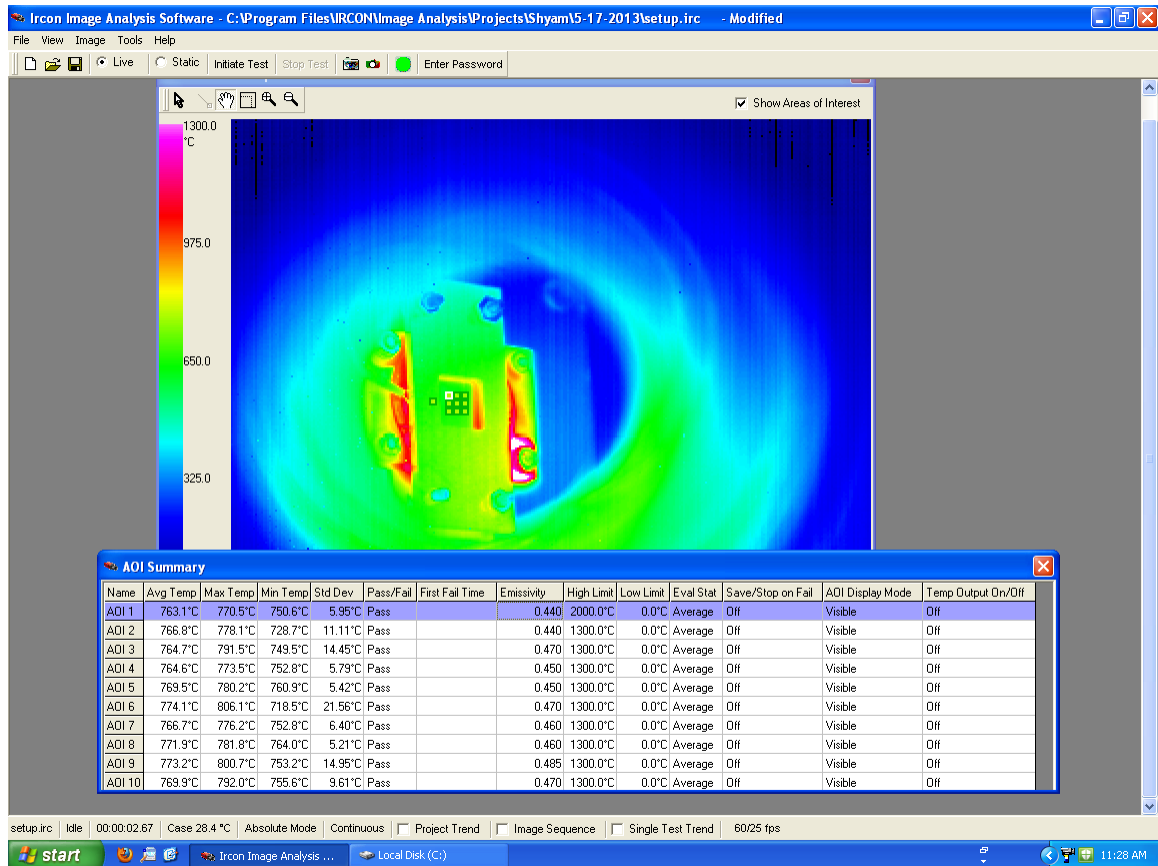 Ircon Image Analysis Software - C:\Program Files\IRCON\Image Analysis\Projects\Shyam\5-17-2013\setup.irc - Modified
File View Image Tools Help
Live Static Initiate Test Stop Test Enter Password
Show Areas of Interest
1300.0
°C
975.0
650.0
325.0
AOI Summary
Name Avg Temp Max Temp Min Temp Std Dev Pass/Fail First Fail Time Emissivity High Limit Low Limit Eval Stat Save/Stop on Fail AOI Display Mode Temp Output On/Off
AOI 1 763.1°C 770.5°C 750.6°C 5.95°C Pass 0.440 2000.0°C 0.0°C Average Off Visible Off
AOI 2 766.8°C 778.1°C 728.7°C 11.11°C Pass 0.440 1300.0°C 0.0°C Average Off Visible Off
AOI 3 764.7°C 791.5°C 749.5°C 14.45°C Pass 0.470 1300.0°C 0.0°C Average Off Visible Off
AOI 4 764.6°C 773.5°C 752.8°C 5.79°C Pass 0.450 1300.0°C 0.0°C Average Off Visible Off
AOI 5 769.5°C 780.2°C 760.9°C 5.42°C Pass 0.450 1300.0°C 0.0°C Average Off Visible Off
AOI 6 774.1°C 806.1°C 718.5°C 21.56°C Pass 0.470 1300.0°C 0.0°C Average Off Visible Off
AOI 7 766.7°C 776.2°C 752.8°C 6.40°C Pass 0.460 1300.0°C 0.0°C Average Off Visible Off
AOI 8 771.9°C 781.8°C 764.0°C 5.21°C Pass 0.460 1300.0°C 0.0°C Average Off Visible Off
AOI 9 773.2°C 800.7°C 753.2°C 14.95°C Pass 0.485 1300.0°C 0.0°C Average Off Visible Off
AOI 10 769.9°C 792.0°C 755.6°C 9.61°C Pass 0.470 1300.0°C 0.0°C Average Off Visible Off
setup.irc Idle 00:00:02.67 Case 28.4 °C Absolute Mode Continuous Project Trend Image Sequence Single Test Trend 60/25 fps
start Ircon Image Analysis ... Local Disk (C:) 11:28 AM